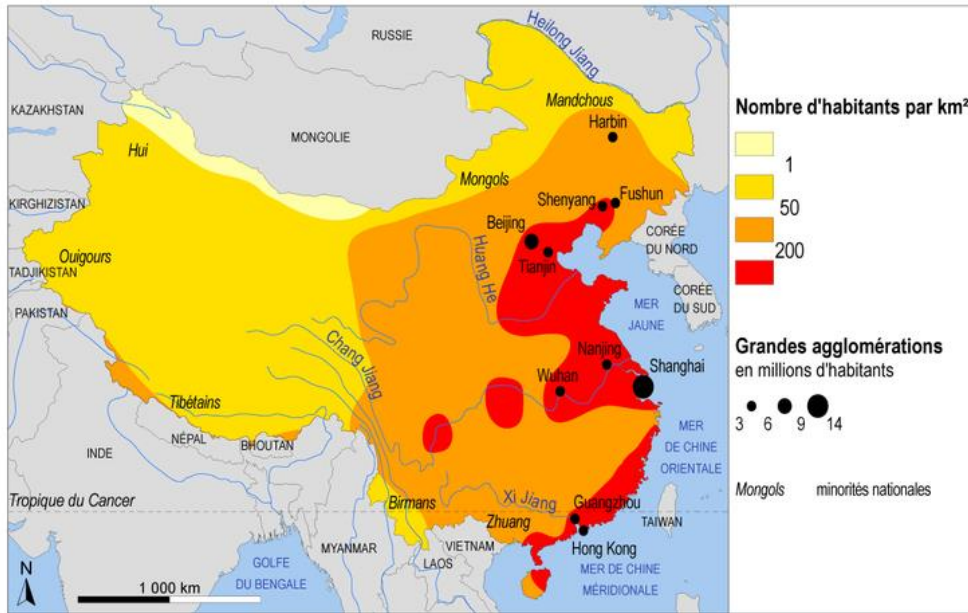 RUSSIE
Heilong Jiang
KAZAKHSTAN
Mandchous
Harbin
MONGOLIE
Hui
Mongols
KIRGHIZISTAN
Shenyang
Fushun
Beijing
CORÉE
DU NORD
Ouigours
TADJIKISTAN
Tianjin
Huang He
PAKISTAN
CORÉE
DU SUD
MER
JAUNE
Chang Jiang
Nanjing
Shanghai
Wuhan
Tibétains
NÉPAL
BHOUTAN
INDE
MER
DE CHINE
ORIENTALE
Tropique du Cancer
Birmans
Xi Jiang
Guangzhou
Zhuang
TAIWAN
Hong Kong
MYANMAR
VIETNAM
LAOS
GOLFE
DU BENGALE
MER DE CHINE
MÉRIDIONALE
N
1 000 km
Nombre d'habitants par km²
1
50
200
Grandes agglomérations
en millions d'habitants
3 6 9 14
Mongols minorités nationales